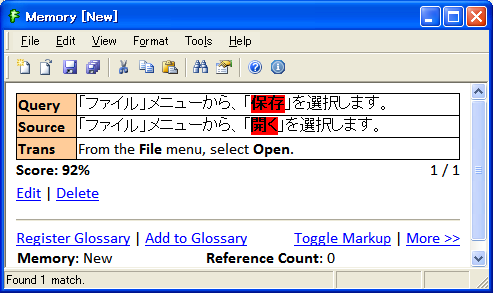 Memory [New]
File Edit View Format Tools Help
Query 「ファイル」メニューから、「保存」を選択します。
Source 「ファイル」メニューから、「開く」を選択します。
Trans From the File menu, select Open.
Score: 92% 1 / 1
Edit | Delete
Register Glossary | Add to Glossary Toggle Markup | More >>
Memory: New Reference Count: 0
Found 1 match.